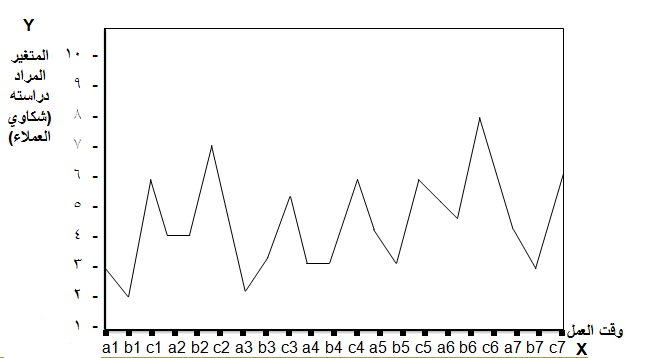 Y
المتغير
المراد
دراسته
(شكاوي
العملاء)
١٠ -
٩ -
٨ -
٧ -
٦ -
٥ -
٤ -
٣ -
٢ -
١ -
وقت العمل
a1 b1 c1 a2 b2 c2 a3 b3 c3 a4 b4 c4 a5 b5 c5 a6 b6 c6 a7 b7 c7 X